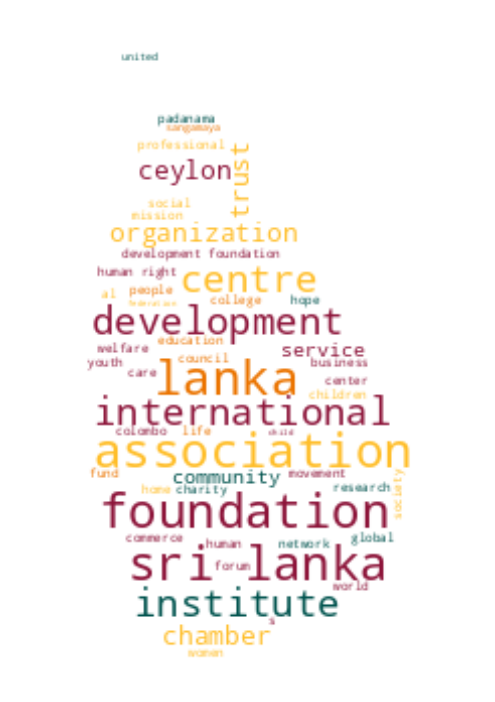 united
padanama
sangamaya
professional
trust
ceylon
social
mission
organization
development foundation
human right
centre
al
people
federation
college
hope
development
education
welfare
service
youth
council
business
care
lanka
center
children
international
colombo
life
child
association
fund
community
movement
home
charity
research
society
foundation
commerce
human
network
global
sri lanka
forum
world
institute
s
chamber
women